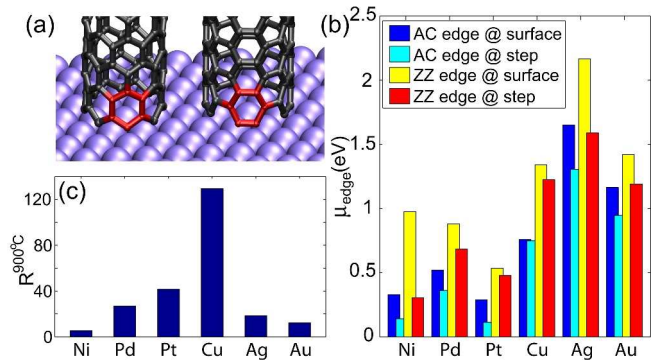 (a)
(b)
2.5
2
1.5
1
0.5
0
μedge(eV)
AC edge @ surface
AC edge @ step
ZZ edge @ surface
ZZ edge @ step
Ni Pd Pt Cu Ag Au
(c)
120
80
40
0
R900ºC
Ni Pd Pt Cu Ag Au